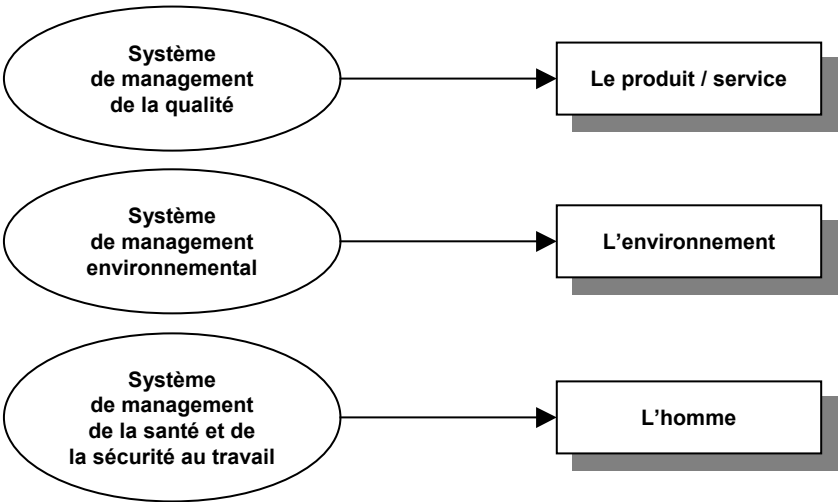 Système
de management
de la qualité
Le produit / service
Système
de management
environnemental
L’environnement
Système
de management
de la santé et de
la sécurité au travail
L’homme